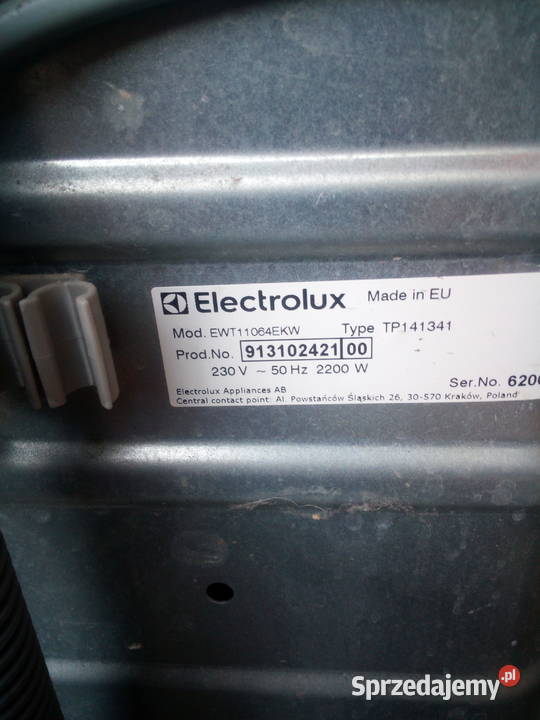 Electrolux Made in EU
Mod. EWT11064EKW Type TP141341
Prod.No. 913102421 00
230 V ~ 50 Hz 2200 W
Ser.No. 6200
Electrolux Appliances AB
Central contact point: Al. Powstańców Śląskich 26, 30-570 Kraków, Poland
Sprzedajemy.pl